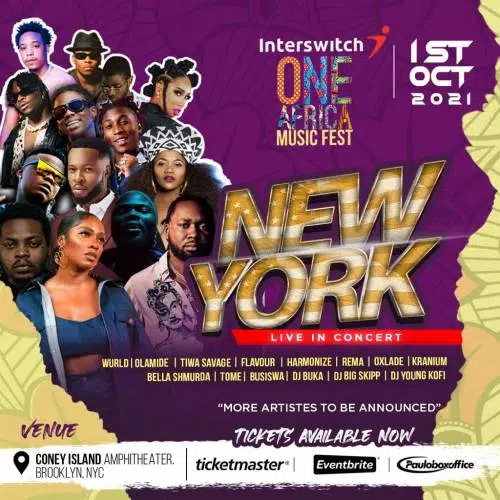 Interswitch
ONE
AFRICA
MUSIC FEST
1ST
OCT
2021
NEW
YORK
LIVE IN CONCERT
WURLD | OLAMIDE | TIWA SAVAGE | FLAVOUR | HARMONIZE | REMA | OXLADE | KRANIUM
BELLA SHMURDA | TOME | BUSISWA | DJ BUKA | DJ BIG SKIPP | DJ YOUNG KOFI
"MORE ARTISTES TO BE ANNOUNCED"
VENUE
TICKETS AVAILABLE NOW
CONEY ISLAND AMPHITHEATER.
BROOKLYN, NYC
ticketmaster®
Eventbrite
Pauloboxoffice